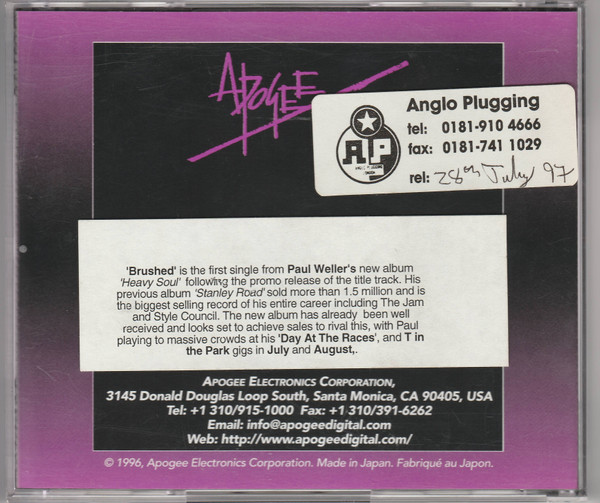 APOGEE
Anglo Plugging
tel: 0181-910 4666
fax: 0181-741 1029
AP
rel: 28th July 97
'Brushed' is the first single from Paul Weller's new album
'Heavy Soul' following the promo release of the title track. His
previous album 'Stanley Road' sold more than 1.5 million and is
the biggest selling record of his entire career including The Jam
and Style Council. The new album has already been well
received and looks set to achieve sales to rival this, with Paul
playing to massive crowds at his 'Day At The Races', and T in
the Park gigs in July and August,.
APOGEE ELECTRONICS CORPORATION,
3145 Donald Douglas Loop South, Santa Monica, CA 90405, USA
Tel: +1 310/915-1000 Fax: +1 310/391-6262
Email: info@apogeedigital.com
Web: http://www.apogeedigital.com/
© 1996, Apogee Electronics Corporation. Made in Japan. Fabriqué au Japon.